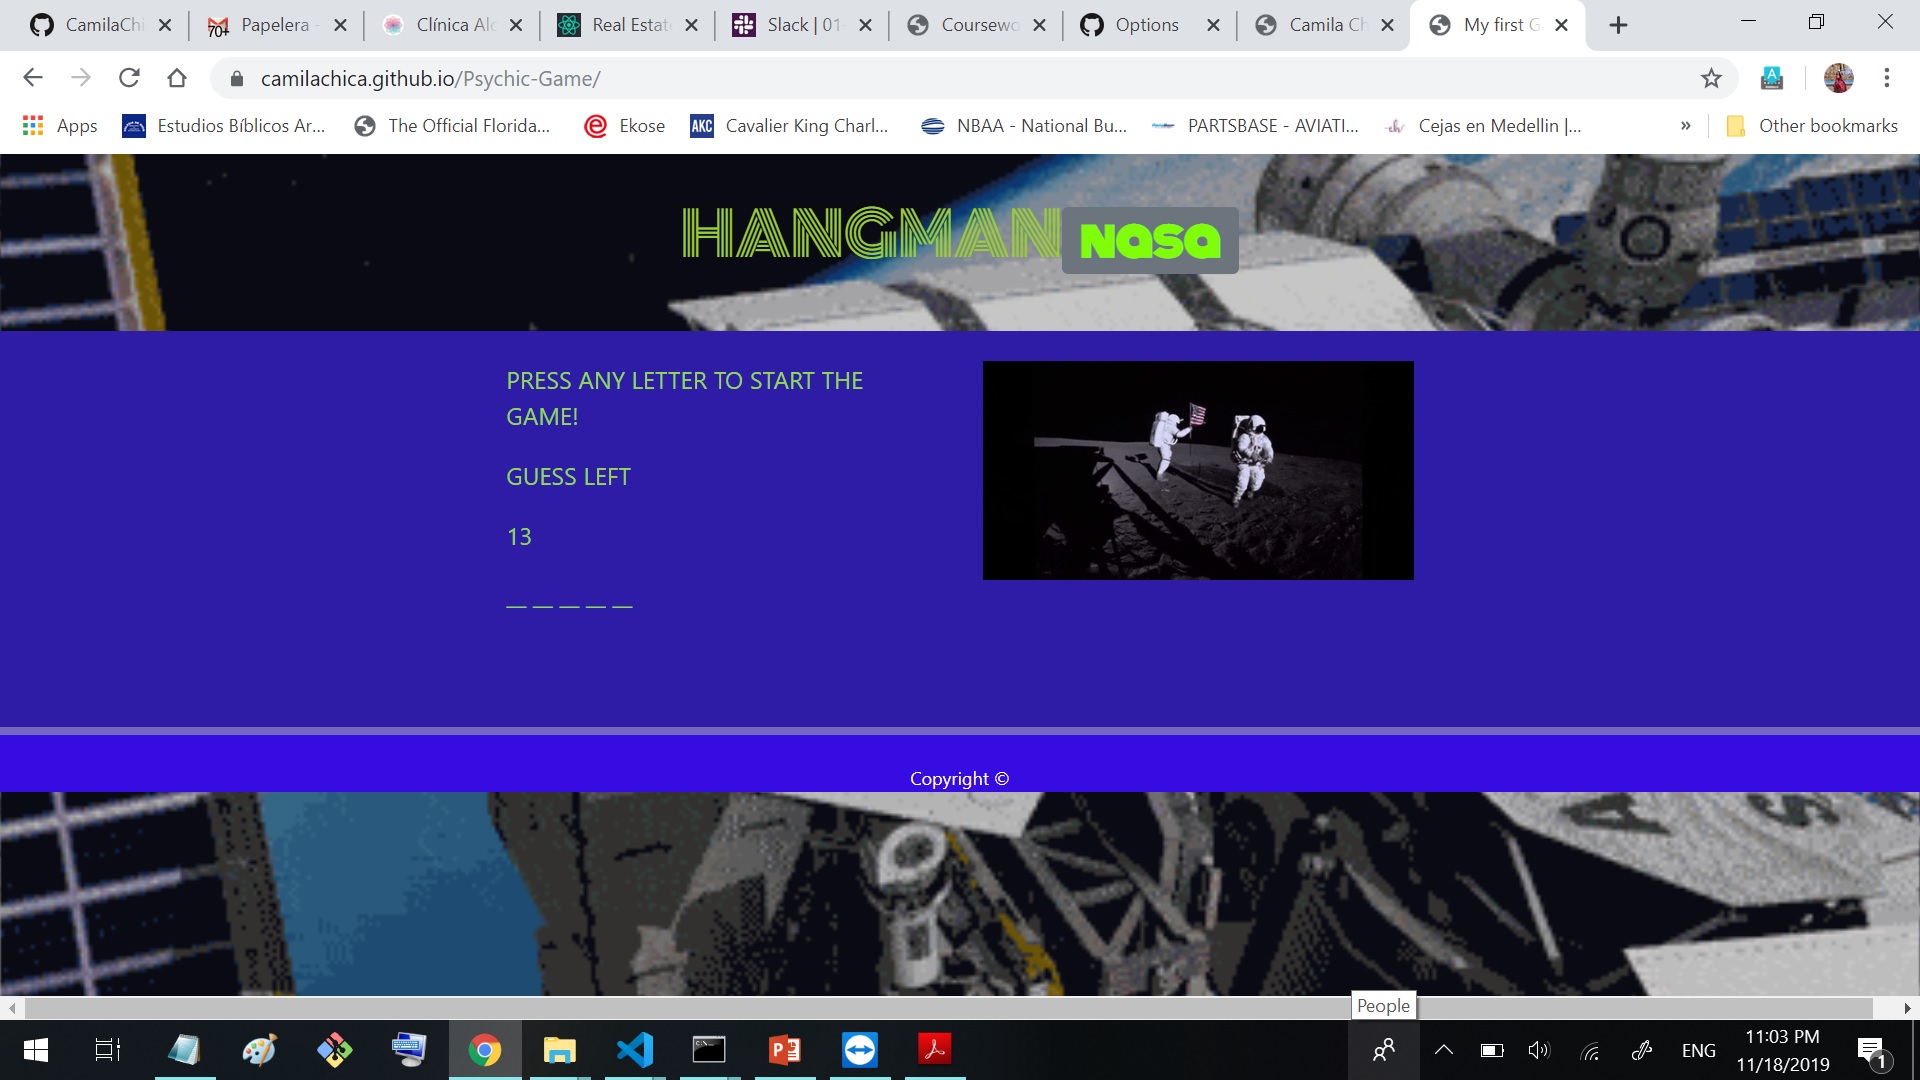 CamilaChi
Papelera -
Clínica Alc
Real Estate
Slack | 01-
Coursewo
Options
Camila Ch
My first G
camilachica.github.io/Psychic-Game/
Apps
Estudios Bíblicos Ar...
The Official Florida...
Ekose
AKC
Cavalier King Charl...
NBAA - National Bu...
PARTSBASE - AVIATI...
Cejas en Medellin |...
»
Other bookmarks
HANGMAN Nasa
PRESS ANY LETTER TO START THE
GAME!
GUESS LEFT
13
_ _ _ _ _
Copyright ©
People
ENG
11:03 PM
11/18/2019
1